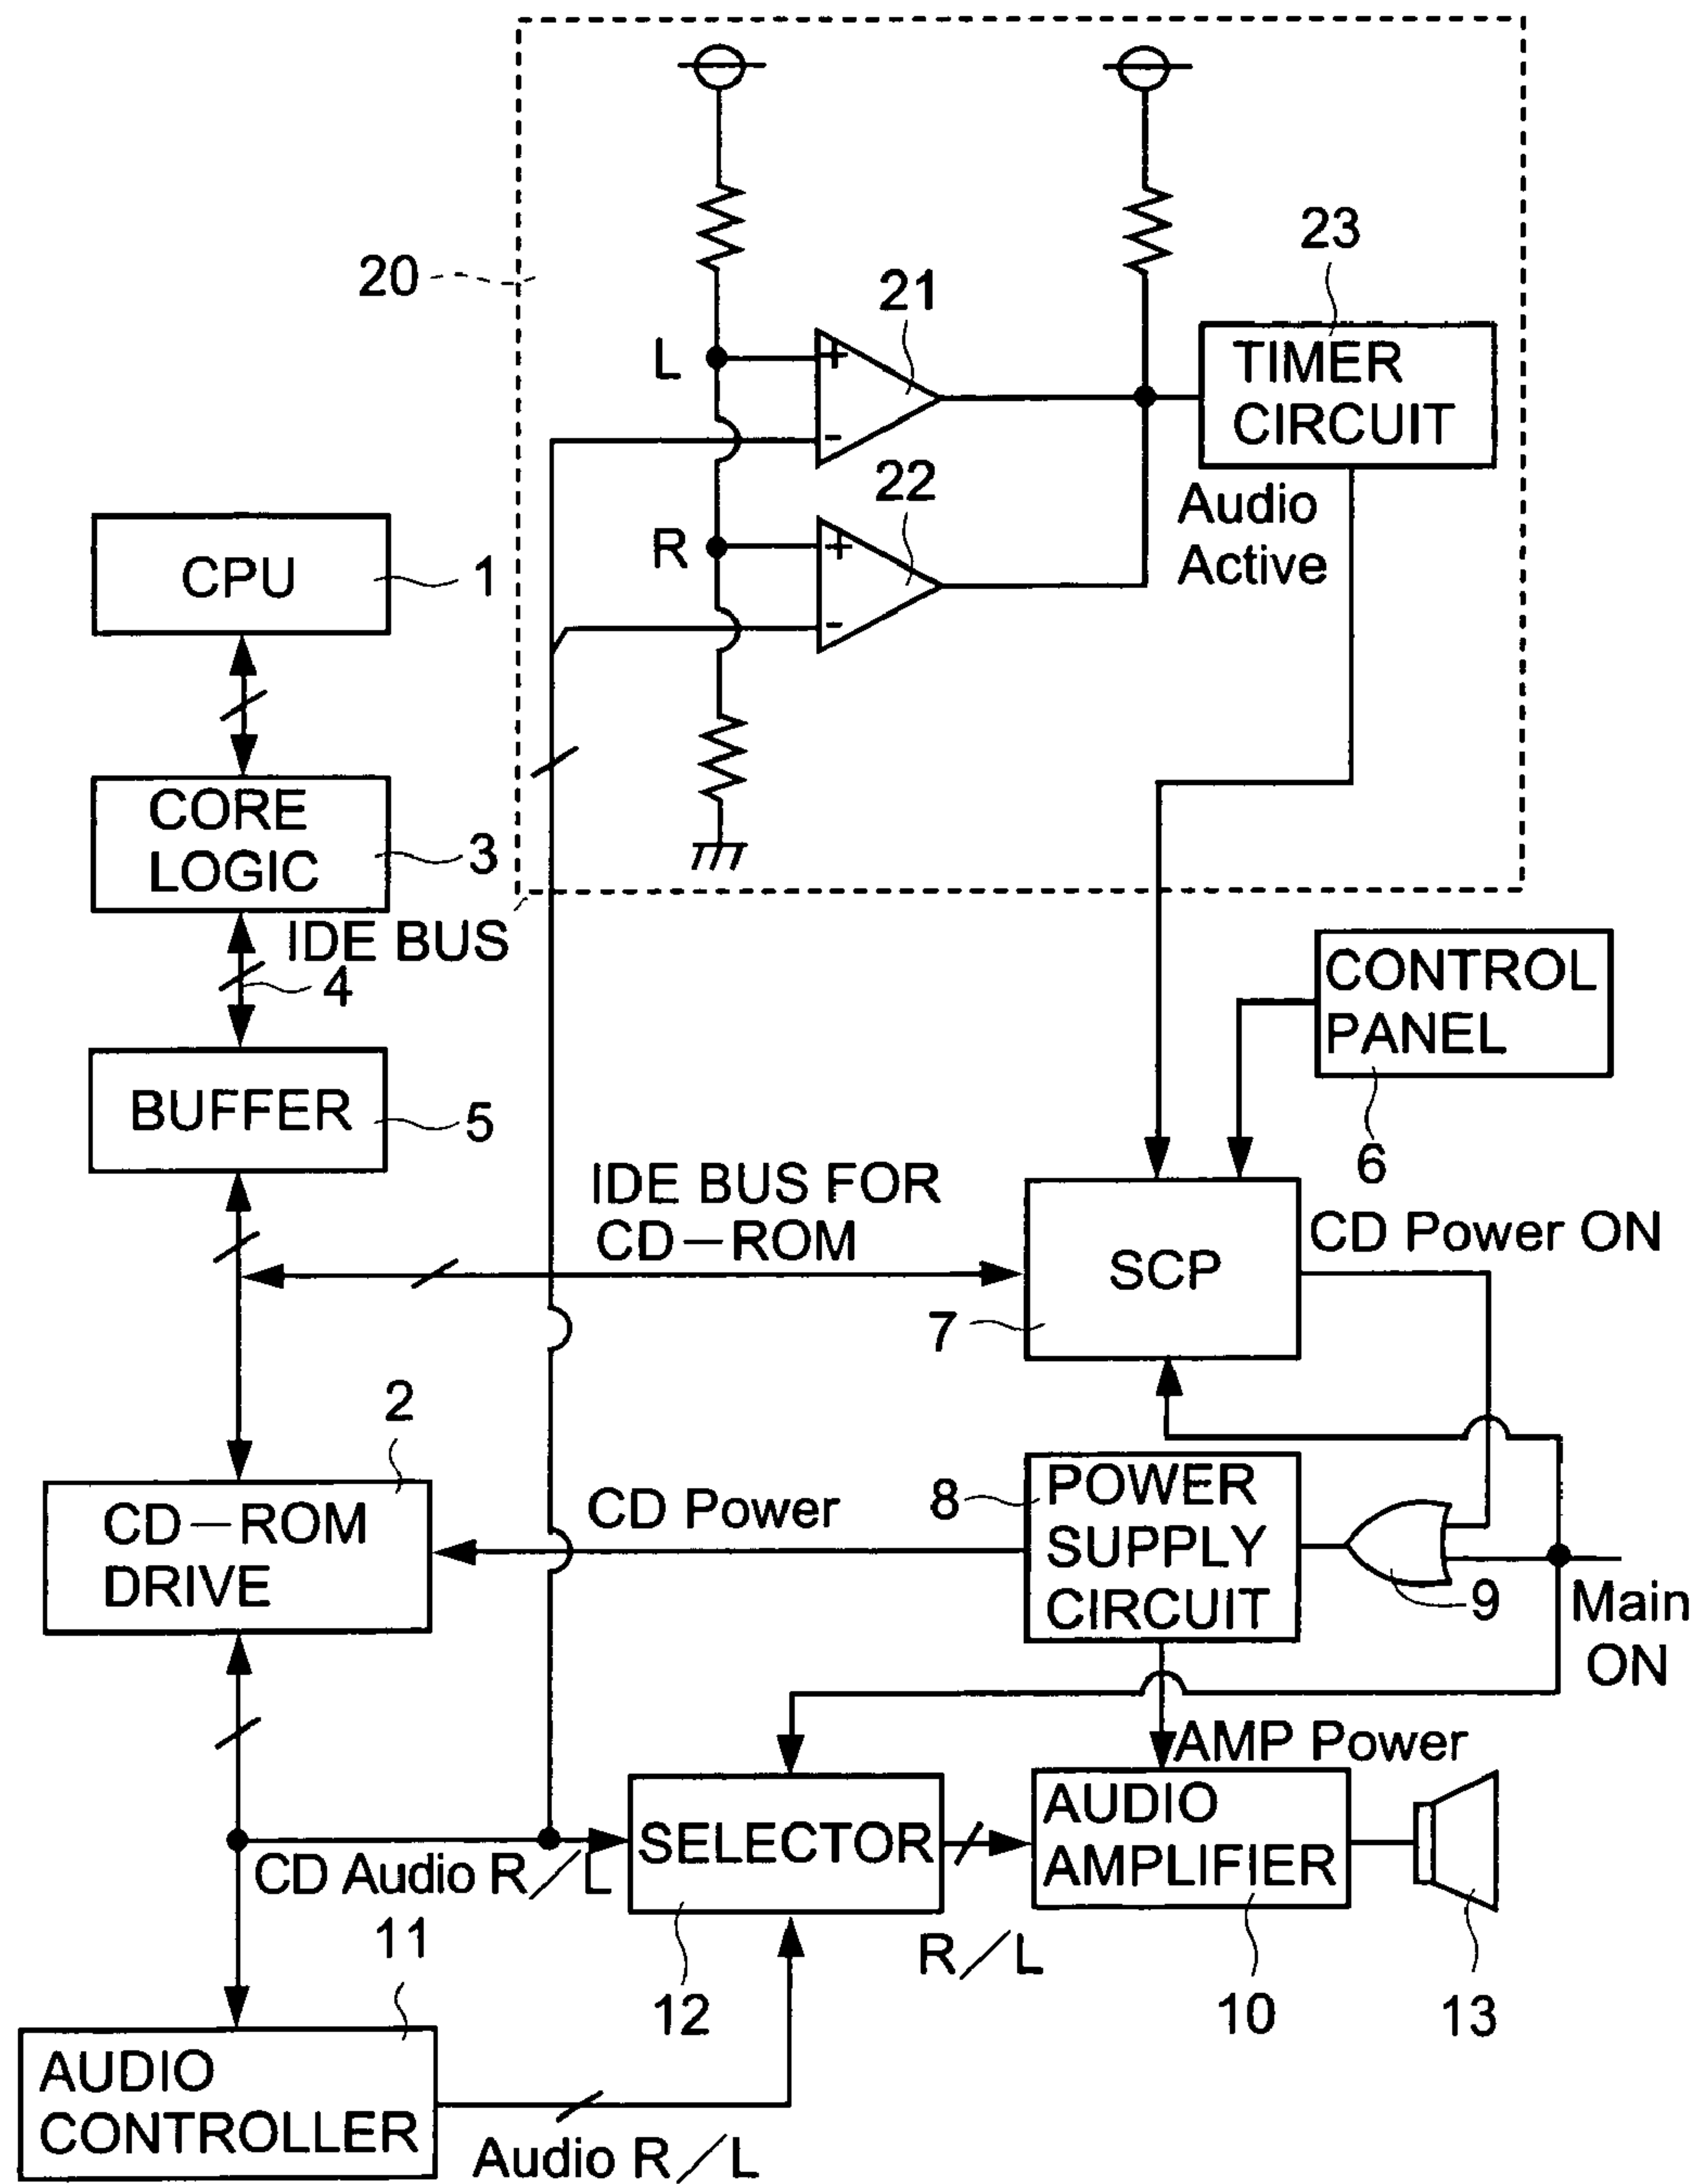 20
21
23
L
+
-
TIMER
CIRCUIT
22
R
+
-
Audio
Active
CPU
1
CORE
LOGIC
3
IDE BUS
4
CONTROL
PANEL
6
BUFFER
5
IDE BUS FOR
CD-ROM
SCP
7
CD Power ON
2
CD-ROM
DRIVE
CD Power
8
POWER
SUPPLY
CIRCUIT
9
Main
ON
AMP Power
SELECTOR
12
AUDIO
AMPLIFIER
10
13
CD Audio R/L
R/L
11
AUDIO
CONTROLLER
Audio R/L